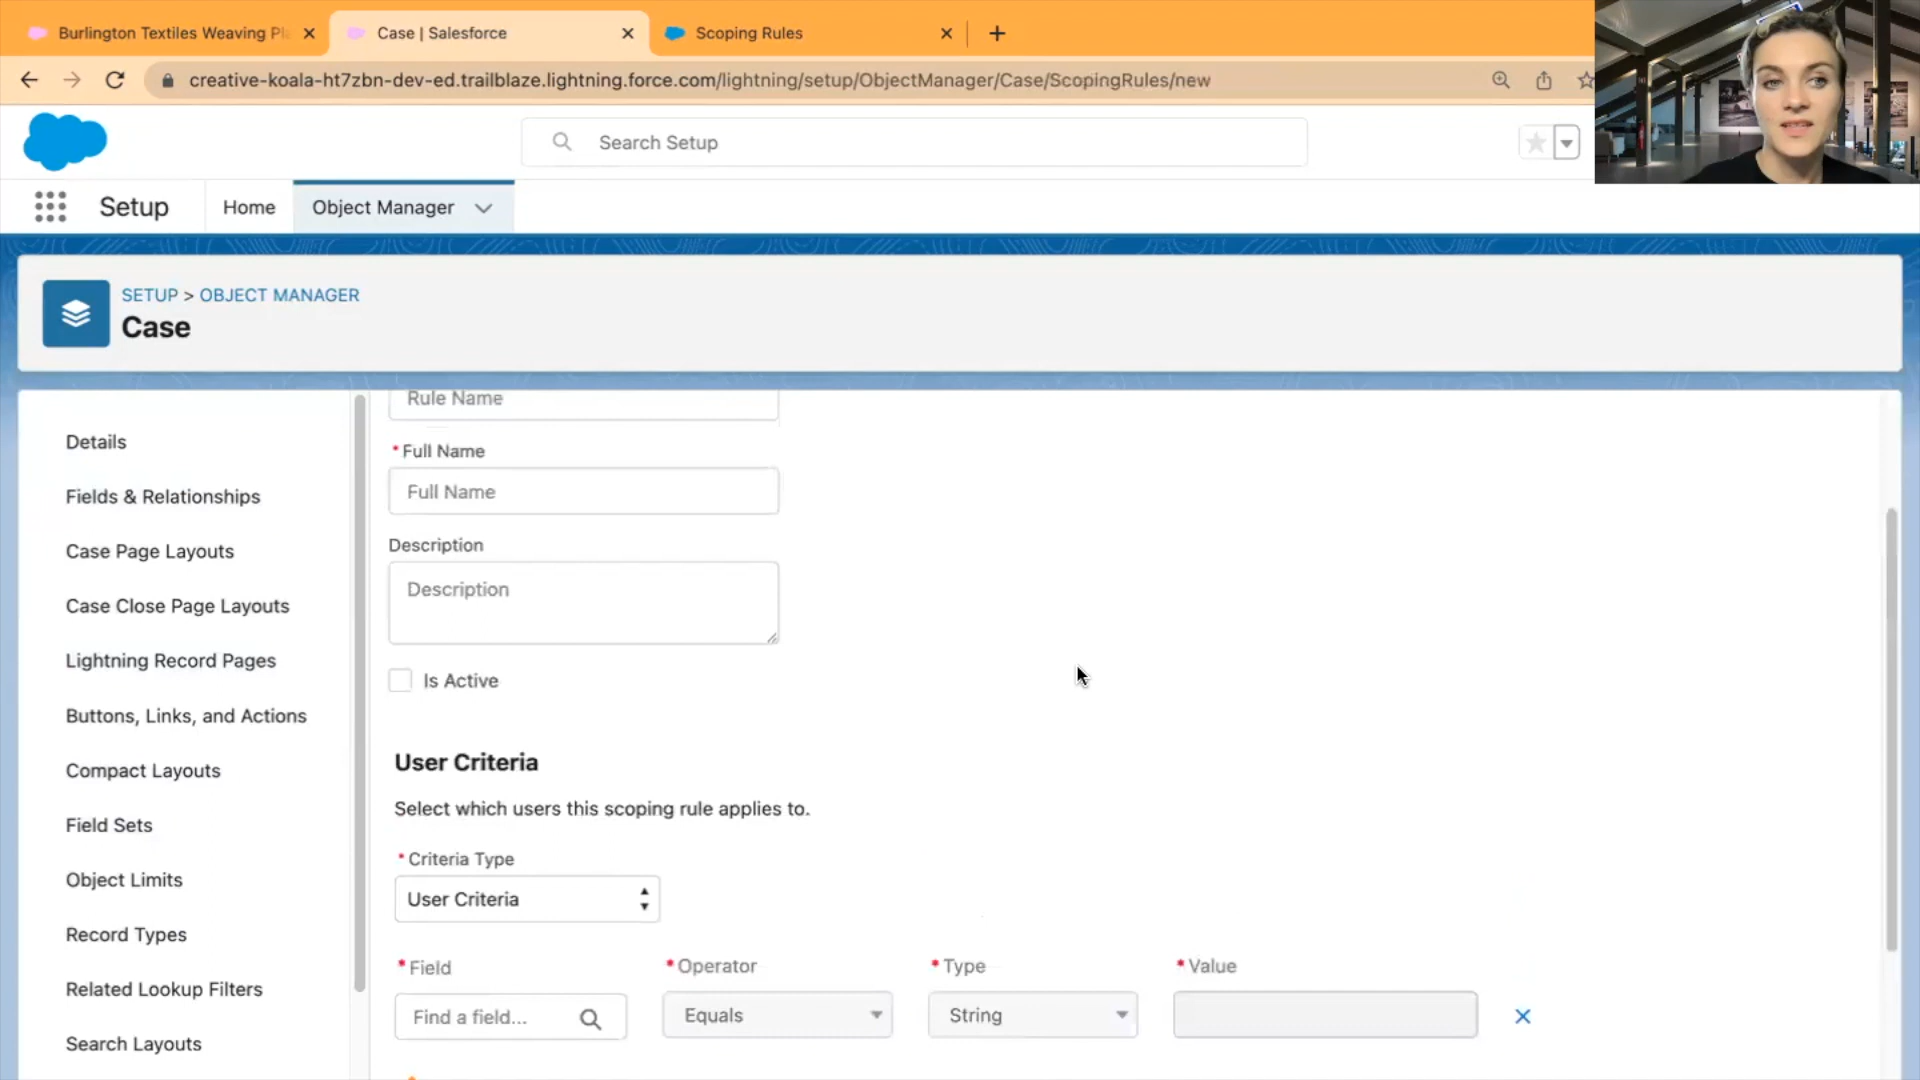 Burlington Textiles Weaving Pl
Case | Salesforce
Scoping Rules
creative-koala-ht7zbn-dev-ed.trailblaze.lightning.force.com/lightning/setup/ObjectManager/Case/ScopingRules/new
Search Setup
Setup
Home
Object Manager
SETUP > OBJECT MANAGER
Case
Details
Fields & Relationships
Case Page Layouts
Case Close Page Layouts
Lightning Record Pages
Buttons, Links, and Actions
Compact Layouts
Field Sets
Object Limits
Record Types
Related Lookup Filters
Search Layouts
Rule Name
* Full Name
Full Name
Description
Description
Is Active
User Criteria
Select which users this scoping rule applies to.
* Criteria Type
User Criteria
* Field
* Operator
* Type
* Value
Find a field...
Equals
String